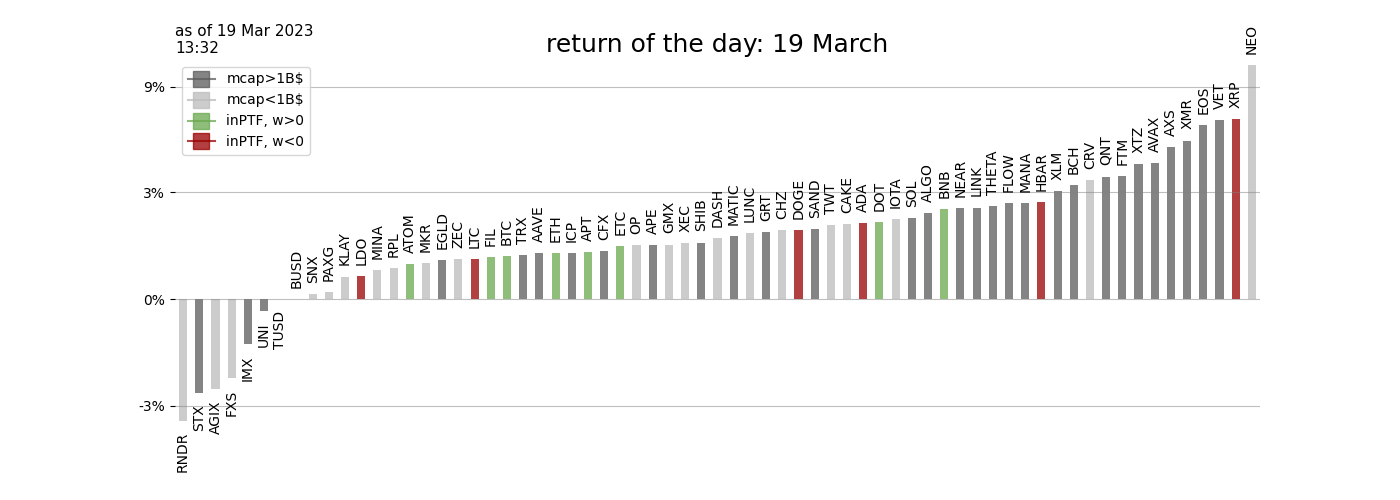 as of 19 Mar 2023
13:32
return of the day: 19 March
mcap>1B$
mcap<1B$
inPTF, w>0
inPTF, w<0
9%
3%
0%
-3%
RNDR
STX
AGIX
FXS
IMX
UNI
TUSD
BUSD
SNX
PAXG
KLAY
LDO
MINA
RPL
ATOM
MKR
EGLD
ZEC
LTC
FIL
BTC
TRX
AAVE
ETH
ICP
APT
CFX
ETC
OP
APE
GMX
XEC
SHIB
DASH
MATIC
LUNC
GRT
CHZ
DOGE
SAND
TWT
CAKE
ADA
DOT
IOTA
SOL
ALGO
BNB
NEAR
LINK
THETA
FLOW
MANA
HBAR
XLM
BCH
CRV
QNT
FTM
XTZ
AVAX
AXS
XMR
EOS
VET
XRP
NEO